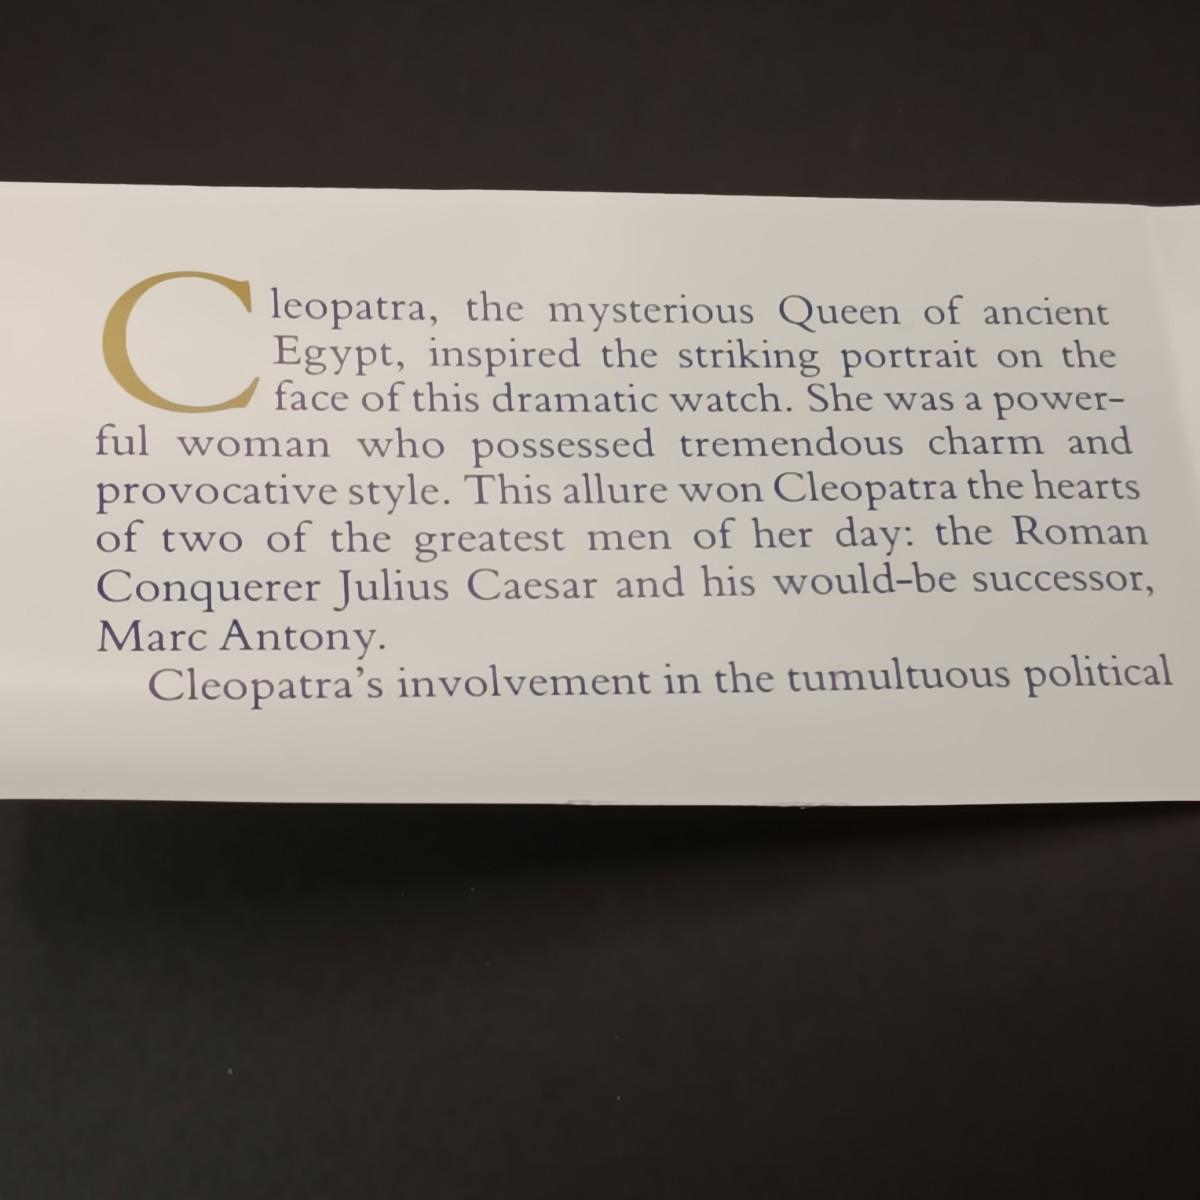 Cleopatra, the mysterious Queen of ancient
Egypt, inspired the striking portrait on the
face of this dramatic watch. She was a power-
ful woman who possessed tremendous charm and
provocative style. This allure won Cleopatra the hearts
of two of the greatest men of her day: the Roman
Conquerer Julius Caesar and his would-be successor,
Marc Antony.
Cleopatra's involvement in the tumultuous political